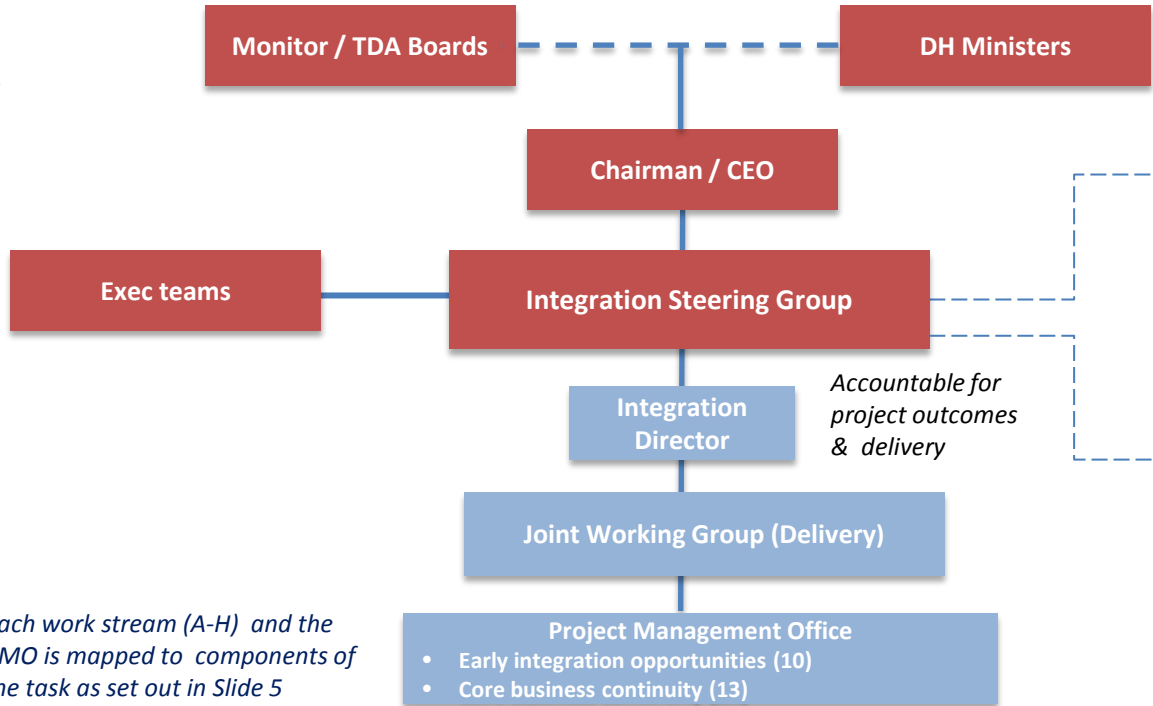 Monitor / TDA Boards
DH Ministers
Chairman / CEO
Exec teams
Integration Steering Group
Integration
Director
Accountable for
project outcomes
& delivery
Joint Working Group (Delivery)
ach work stream (A-H) and the
MO is mapped to components of
he task as set out in Slide 5
Project Management Office
• Early integration opportunities (10)
• Core business continuity (13)